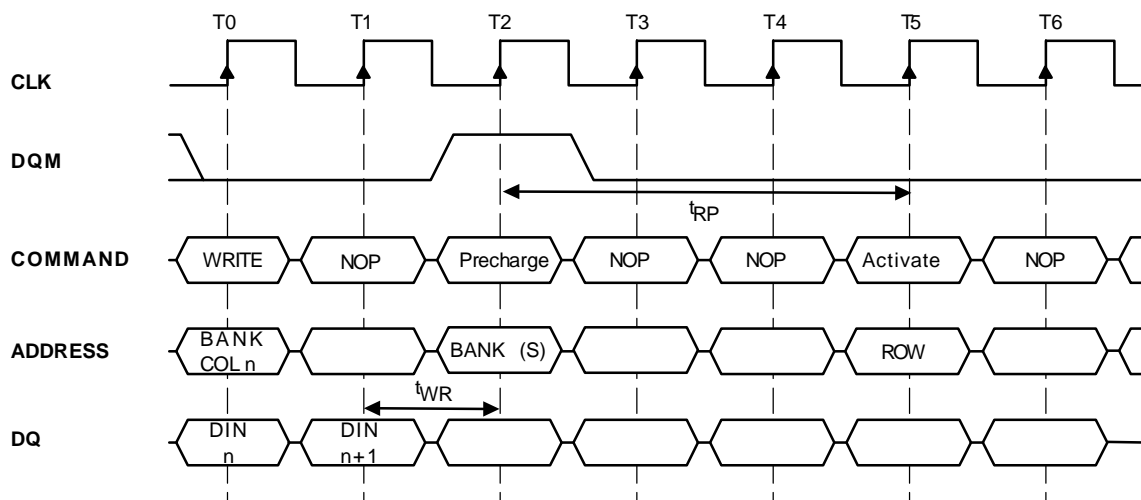 T0 T1 T2 T3 T4 T5 T6
CLK
DQM
tRP
COMMAND WRITE NOP Precharge NOP NOP Activate NOP
ADDRESS BANK COL n BANK (S) ROW
tWR
DQ DIN n DIN n+1